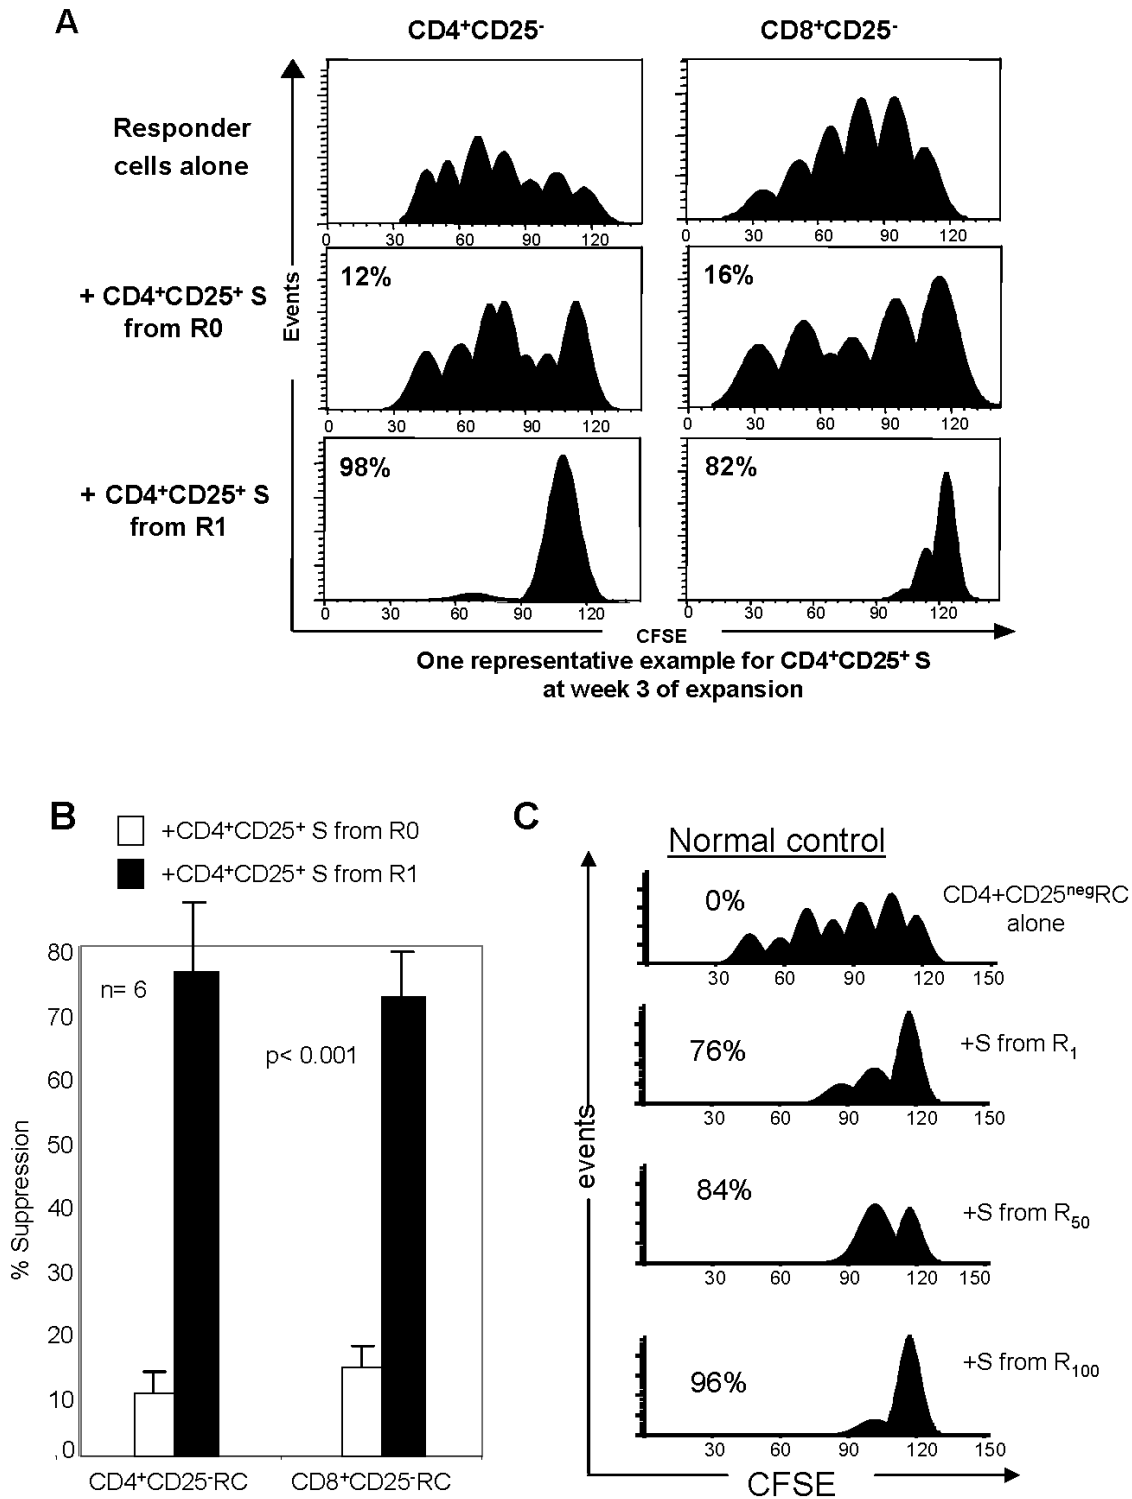 A
CD4⁺CD25⁻
CD8⁺CD25⁻
Responder
cells alone
0 30 60 90 120
0 30 60 90 120
+ CD4⁺CD25⁺ S
from R0
Events
12%
16%
0 30 60 90 120
0 30 60 90 120
+ CD4⁺CD25⁺ S
from R1
98%
82%
0 30 60 90 120
0 30 60 90 120
CFSE
One representative example for CD4⁺CD25⁺ S
at week 3 of expansion
B
+CD4⁺CD25⁺ S from R0
+CD4⁺CD25⁺ S from R1
% Suppression
80
70
60
50
40
30
20
10
0
n= 6
p< 0.001
CD4⁺CD25⁻RC
CD8⁺CD25⁻RC
C
Normal control
events
0%
CD4+CD25ⁿᵉᵍRC
alone
30 60 90 120 150
76%
+S from R₁
30 60 90 120 150
84%
+S from R₅₀
30 60 90 120 150
96%
+S from R₁₀₀
30 60 90 120 150
CFSE